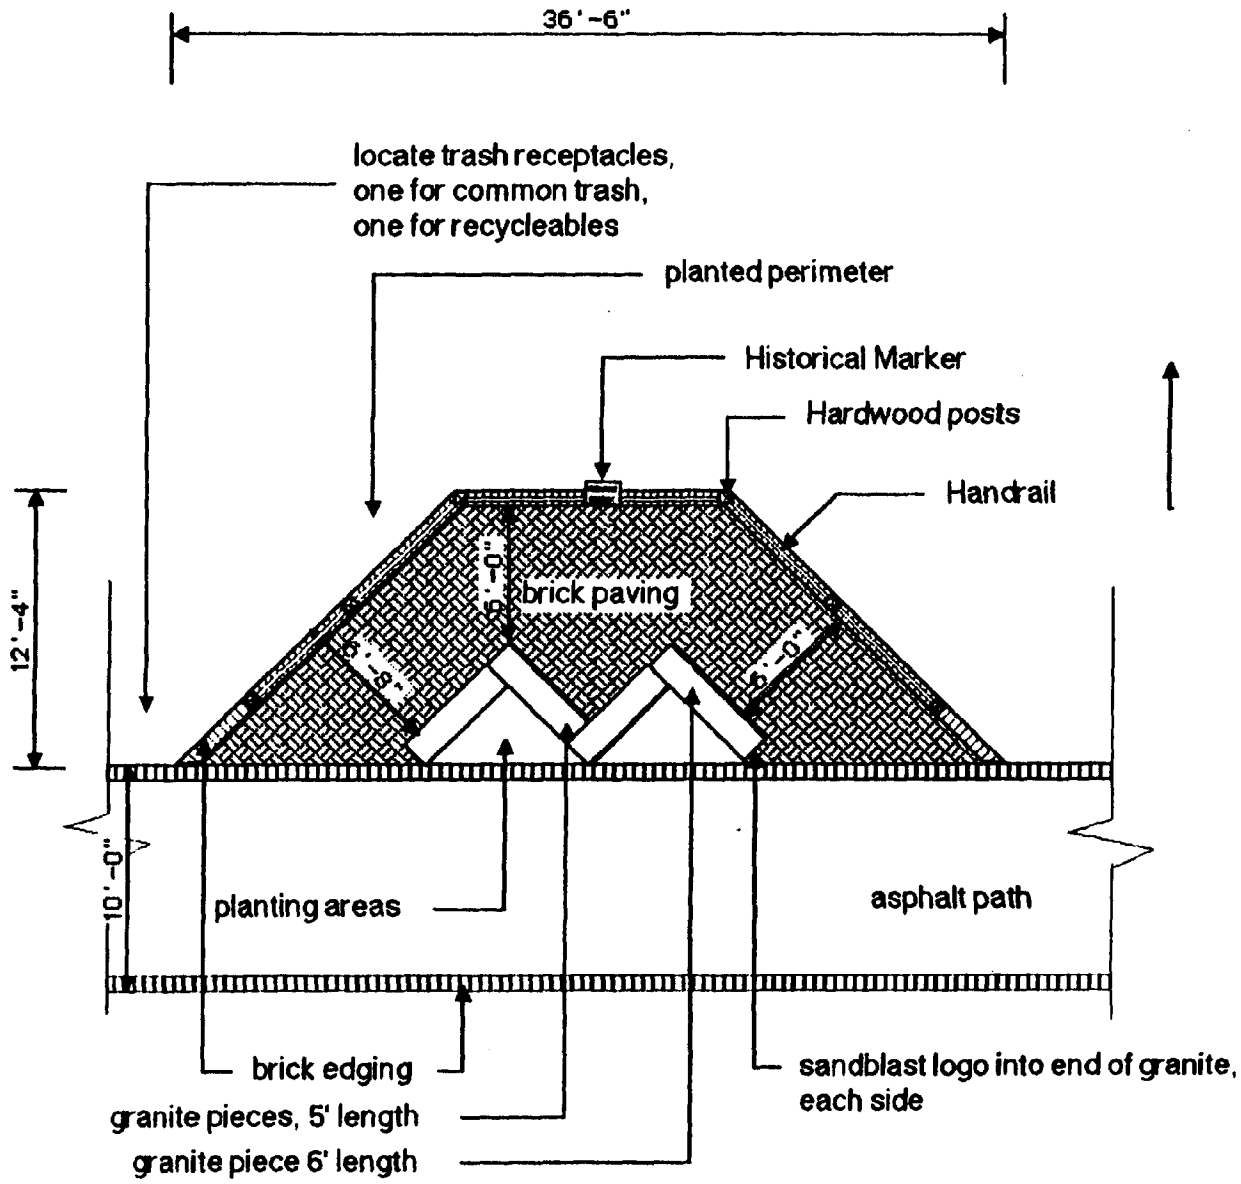 36'-6"
locate trash receptacles,
one for common trash,
one for recycleables
planted perimeter
Historical Marker
Hardwood posts
Handrail
12'-4"
6'-0"
brick paving
6'-8"
6'-0"
10'-0"
planting areas
asphalt path
brick edging
sandblast logo into end of granite,
each side
granite pieces, 5' length
granite piece 6' length